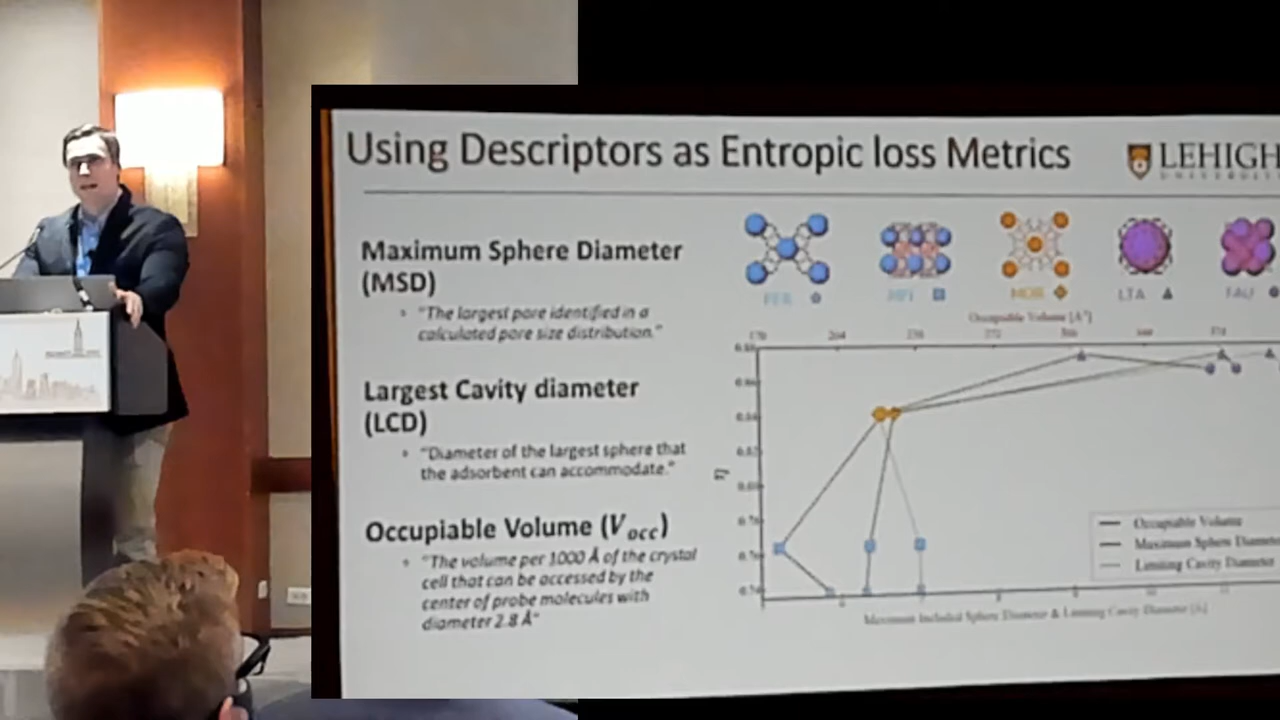 Using Descriptors as Entropic loss Metrics
LEHIGH
Maximum Sphere Diameter
(MSD)
• "The largest pore identified in a
calculated pore size distribution."
Largest Cavity diameter
(LCD)
• "Diameter of the largest sphere that
the adsorbent can accommodate."
Occupiable Volume (Vocc)
• "The volume per 1000 Å of the crystal
cell that can be accessed by the
center of probe molecules with
diameter 2.8 Å"
FER MFI MOR LTA FAU
Occupiable Volume [Å³]
η
Occupiable Volume
Maximum Sphere Diameter
Limiting Cavity Diameter
Maximum Included Sphere Diameter & Limiting Cavity Diameter [Å]